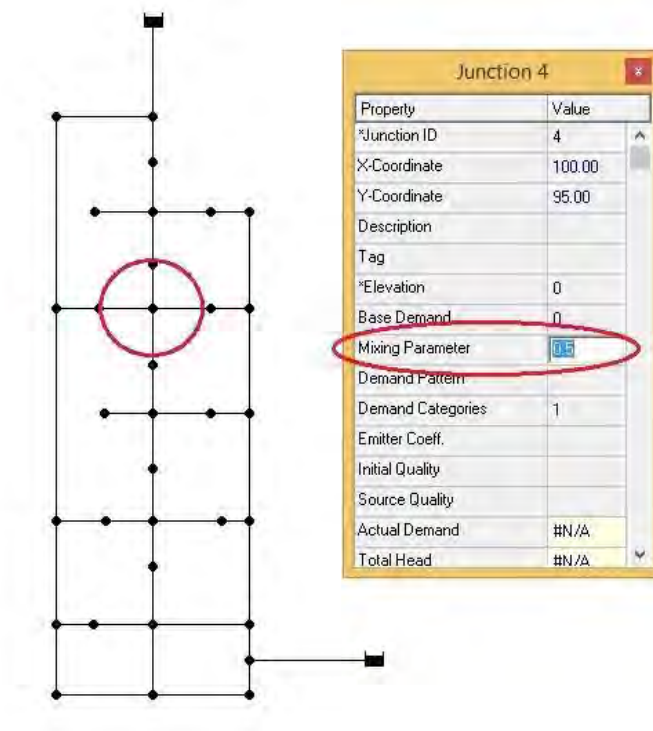 Junction 4
Property Value
*Junction ID 4
X-Coordinate 100.00
Y-Coordinate 95.00
Description
Tag
*Elevation 0
Base Demand 0
Mixing Parameter 0.5
Demand Pattern
Demand Categories 1
Emitter Coeff.
Initial Quality
Source Quality
Actual Demand #N/A
Total Head #N/A